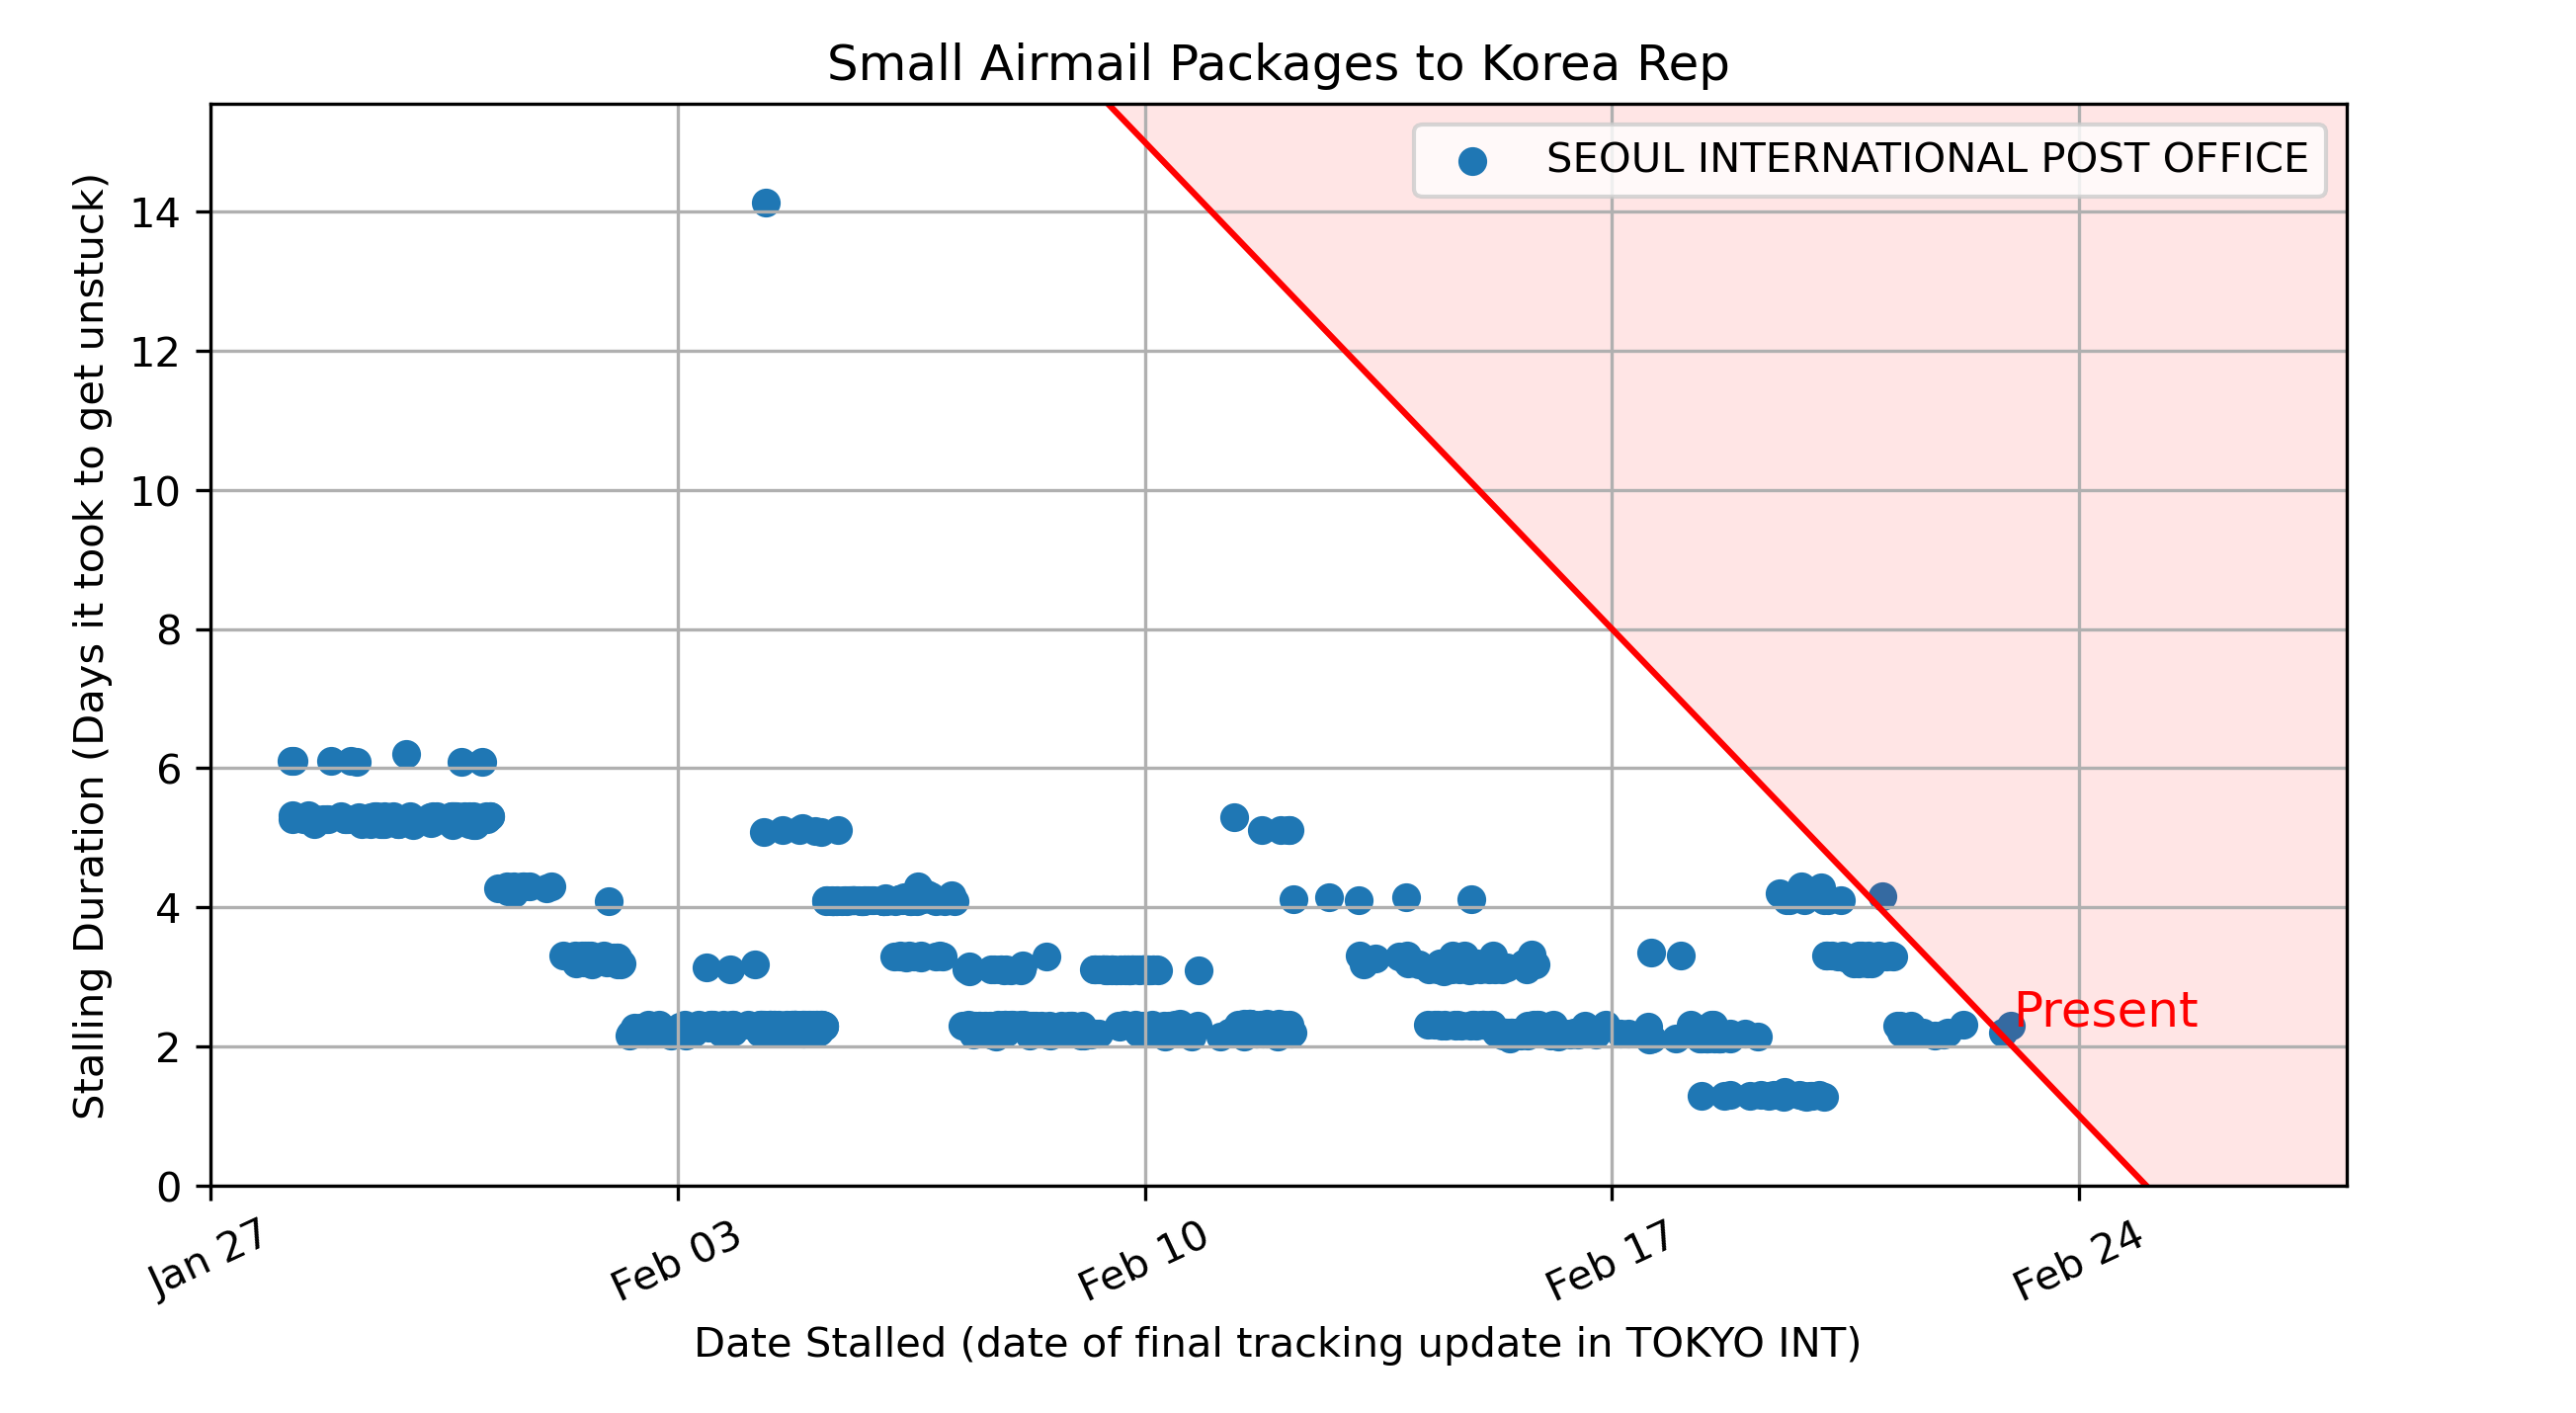 Small Airmail Packages to Korea Rep
SEOUL INTERNATIONAL POST OFFICE
Stalling Duration (Days it took to get unstuck)
14
12
10
8
6
4
2
0
Present
Jan 27
Feb 03
Feb 10
Feb 17
Feb 24
Date Stalled (date of final tracking update in TOKYO INT)